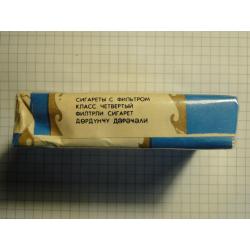 СИГАРЕТЫ С ФИЛЬТРОМ
КЛАСС ЧЕТВЕРТЫЙ
ФИЛТРЛИ СИГАРЕТ
ДӨРДҮНЧҮ ДӘРӘЧӘЛИ